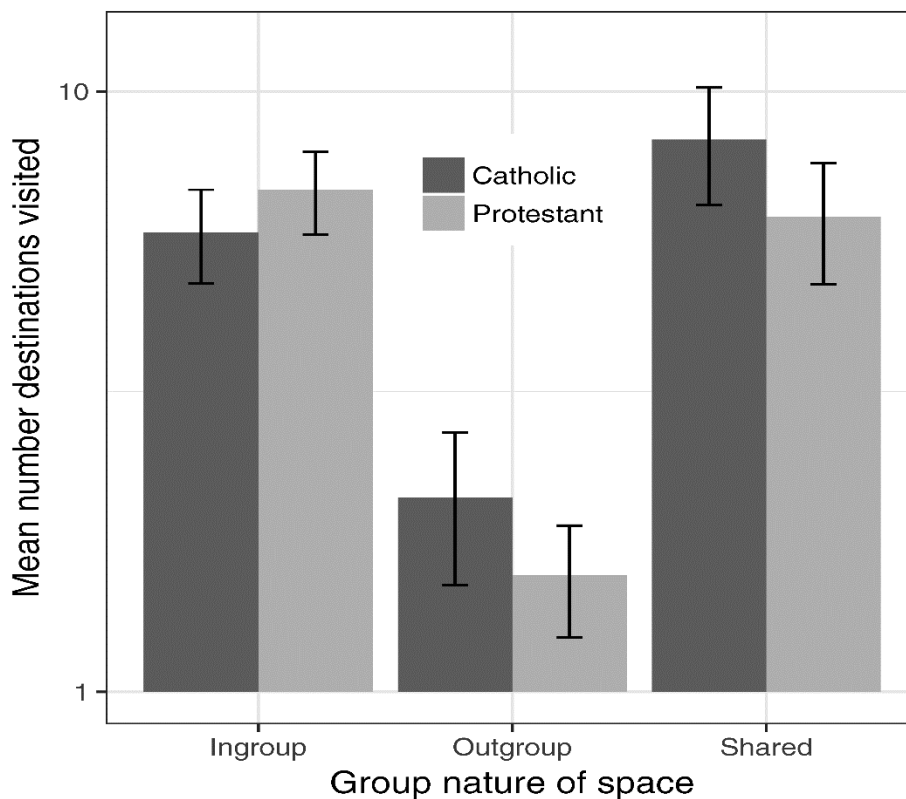 Mean number destinations visited
10
1
Catholic
Protestant
Ingroup
Outgroup
Shared
Group nature of space